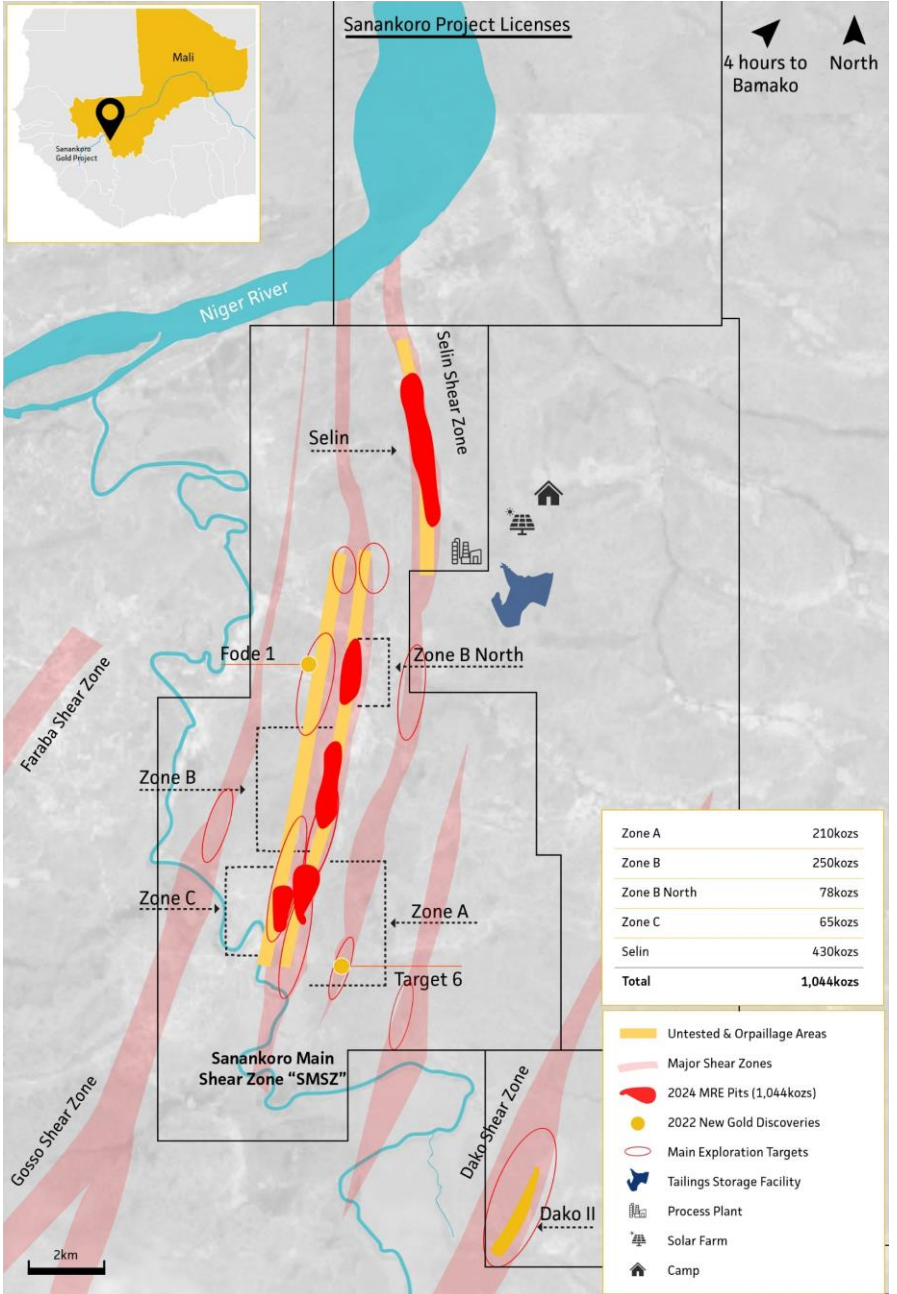 Sanankoro Project Licenses
4 hours to
Bamako
North
Mali
Sanankoro
Gold Project
Niger River
Selin Shear Zone
Selin
Fode 1
Zone B North
Faraba Shear Zone
Zone B
Zone C
Zone A
Target 6
Sanankoro Main
Shear Zone “SMSZ”
Gosso Shear Zone
Dako Shear Zone
Dako II
2km
Zone A 210kozs
Zone B 250kozs
Zone B North 78kozs
Zone C 65kozs
Selin 430kozs
Total 1,044kozs
Untested & Orpaillage Areas
Major Shear Zones
2024 MRE Pits (1,044kozs)
2022 New Gold Discoveries
Main Exploration Targets
Tailings Storage Facility
Process Plant
Solar Farm
Camp